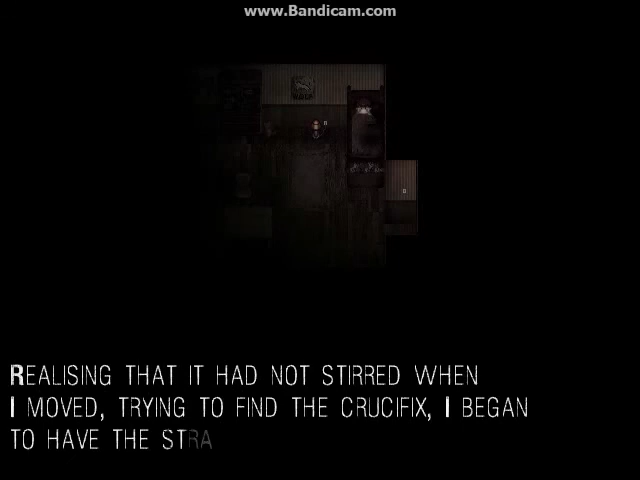 www.Bandicam.com
REALISING THAT IT HAD NOT STIRRED WHEN
I MOVED, TRYING TO FIND THE CRUCIFIX, I BEGAN
TO HAVE THE STRA